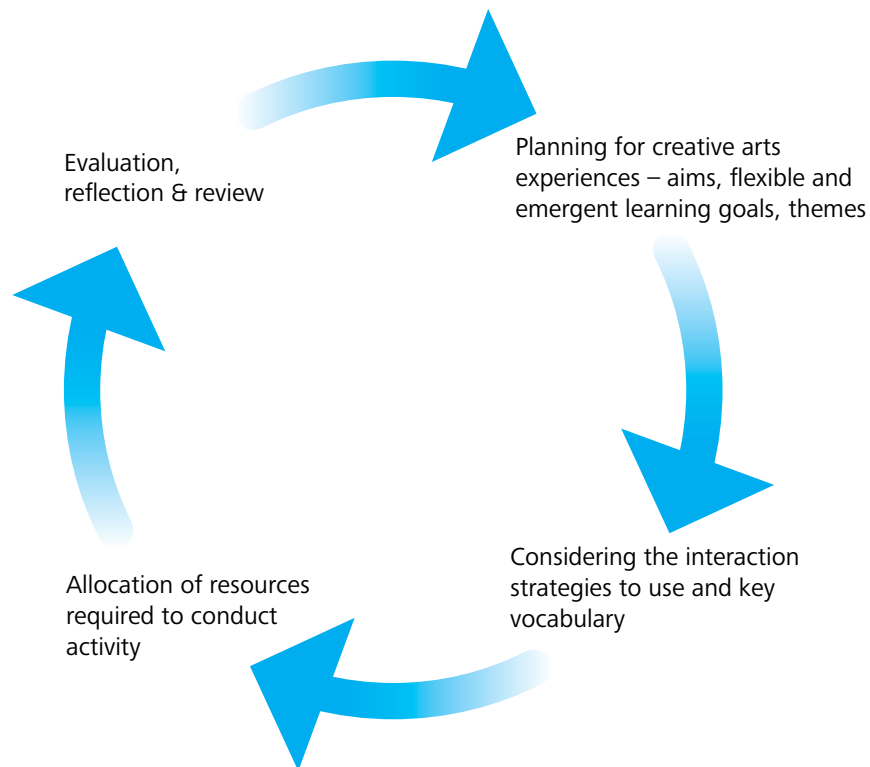 Evaluation,
reflection & review
Planning for creative arts
experiences – aims, flexible and
emergent learning goals, themes
Considering the interaction
strategies to use and key
vocabulary
Allocation of resources
required to conduct
activity